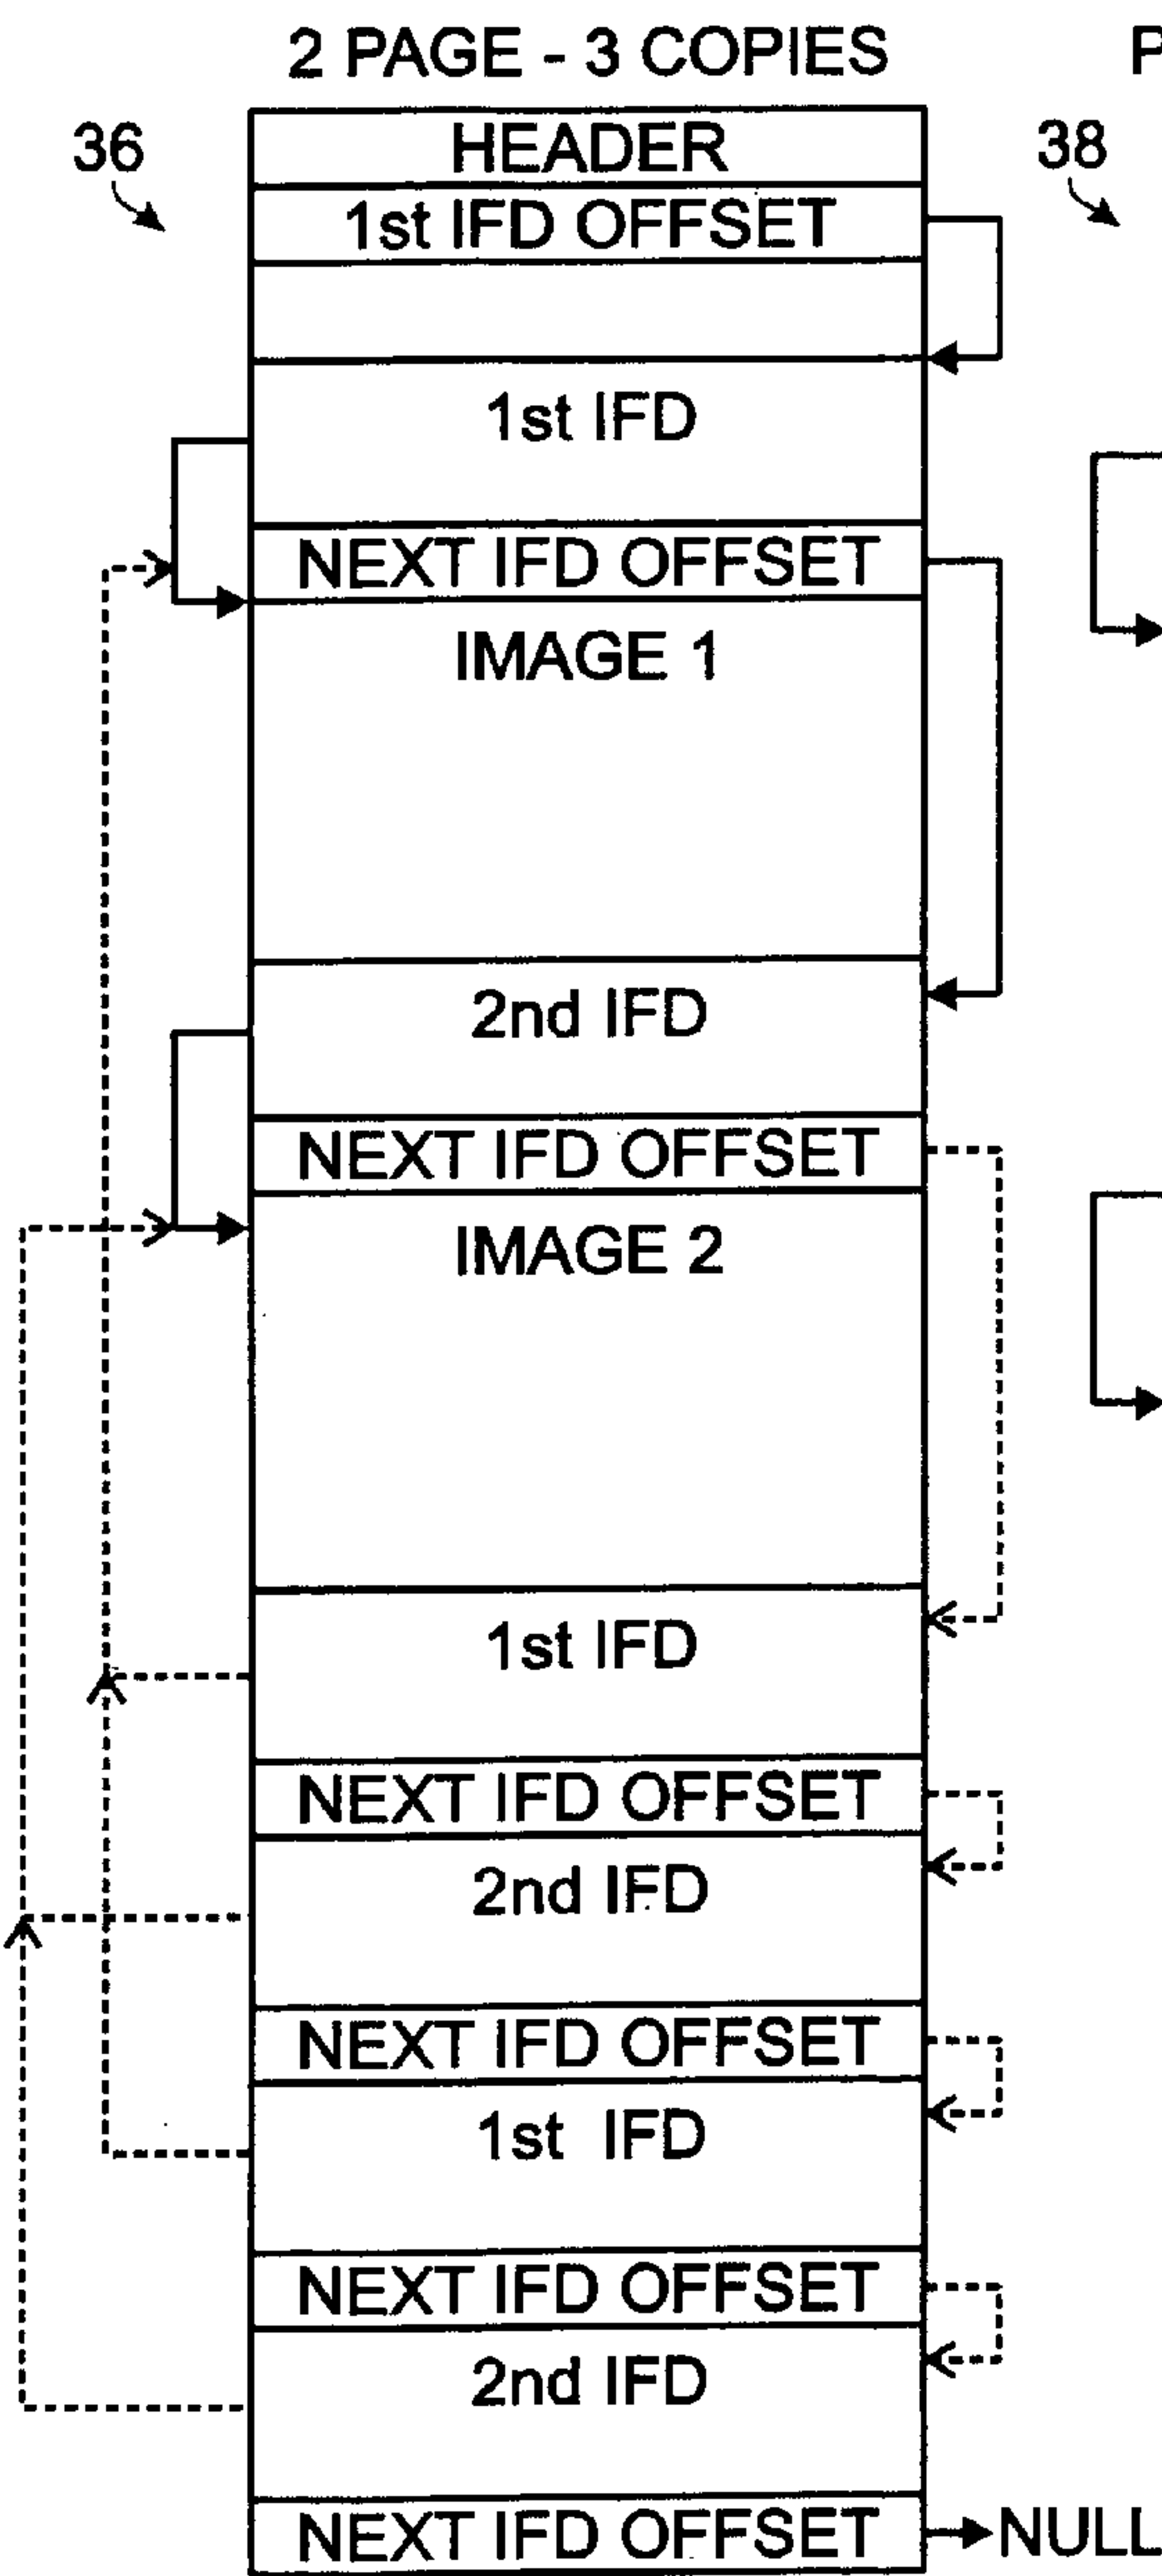 2 PAGE - 3 COPIES
P
36
38
HEADER
1st IFD OFFSET
1st IFD
NEXT IFD OFFSET
IMAGE 1
2nd IFD
NEXT IFD OFFSET
IMAGE 2
1st IFD
NEXT IFD OFFSET
2nd IFD
NEXT IFD OFFSET
1st IFD
NEXT IFD OFFSET
2nd IFD
NEXT IFD OFFSET
NULL